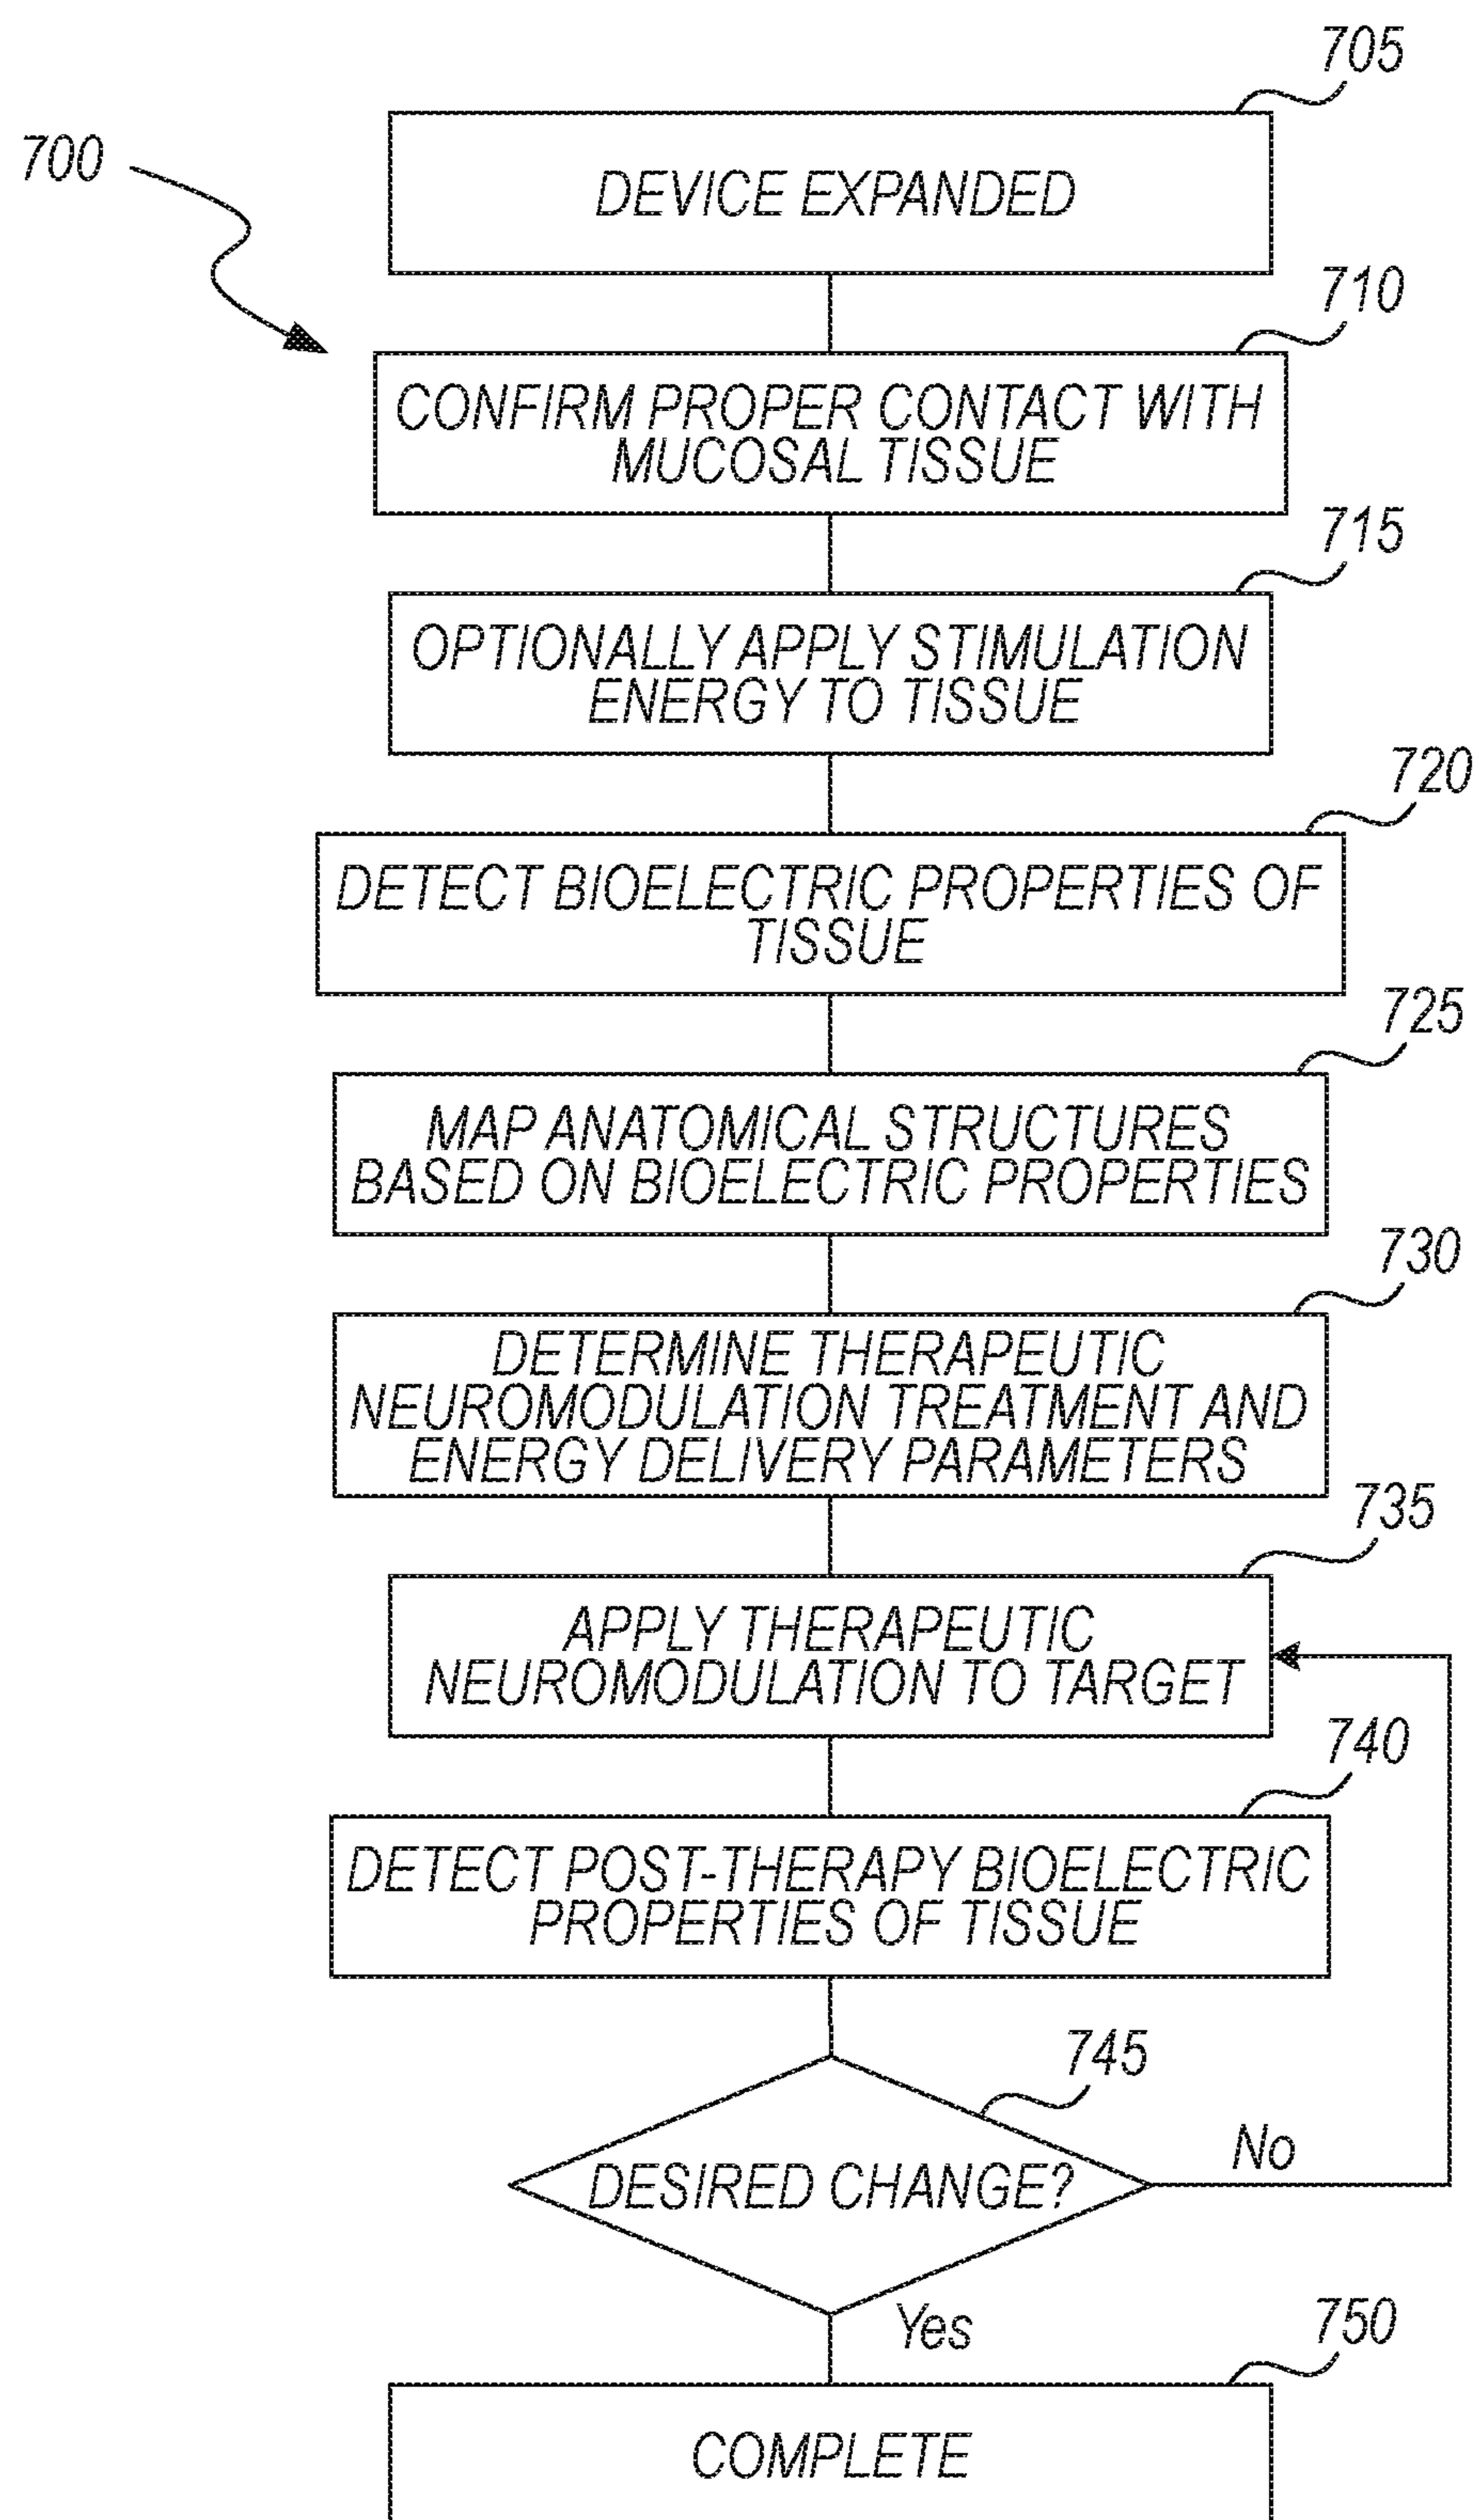 705
700
DEVICE EXPANDED
710
CONFIRM PROPER CONTACT WITH
MUCOSAL TISSUE
715
OPTIONALLY APPLY STIMULATION
ENERGY TO TISSUE
720
DETECT BIOELECTRIC PROPERTIES OF
TISSUE
725
MAP ANATOMICAL STRUCTURES
BASED ON BIOELECTRIC PROPERTIES
730
DETERMINE THERAPEUTIC
NEUROMODULATION TREATMENT AND
ENERGY DELIVERY PARAMETERS
735
APPLY THERAPEUTIC
NEUROMODULATION TO TARGET
740
DETECT POST-THERAPY BIOELECTRIC
PROPERTIES OF TISSUE
745
No
DESIRED CHANGE?
Yes
750
COMPLETE